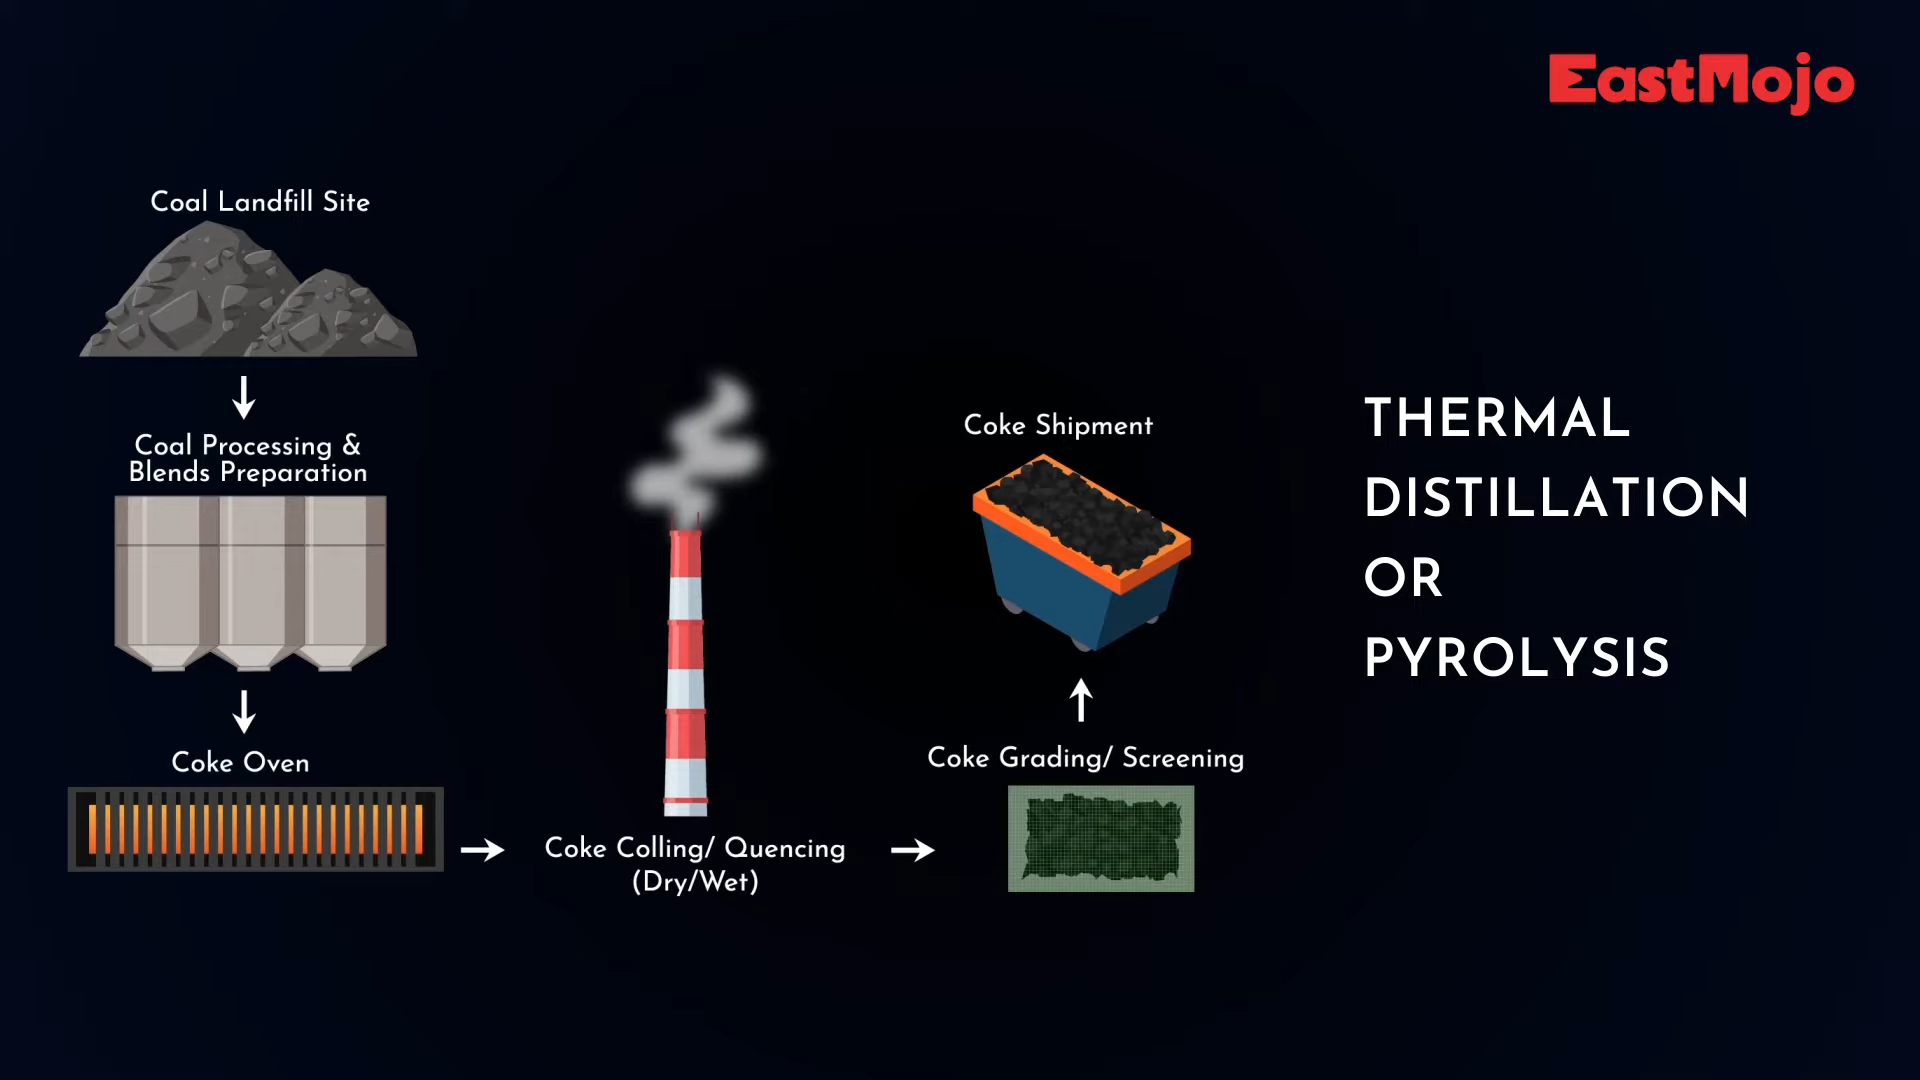 EastMojo
Coal Landfill Site
Coal Processing &
Blends Preparation
Coke Oven
Coke Colling/ Quencing
(Dry/Wet)
Coke Grading/ Screening
Coke Shipment
THERMAL
DISTILLATION
OR
PYROLYSIS